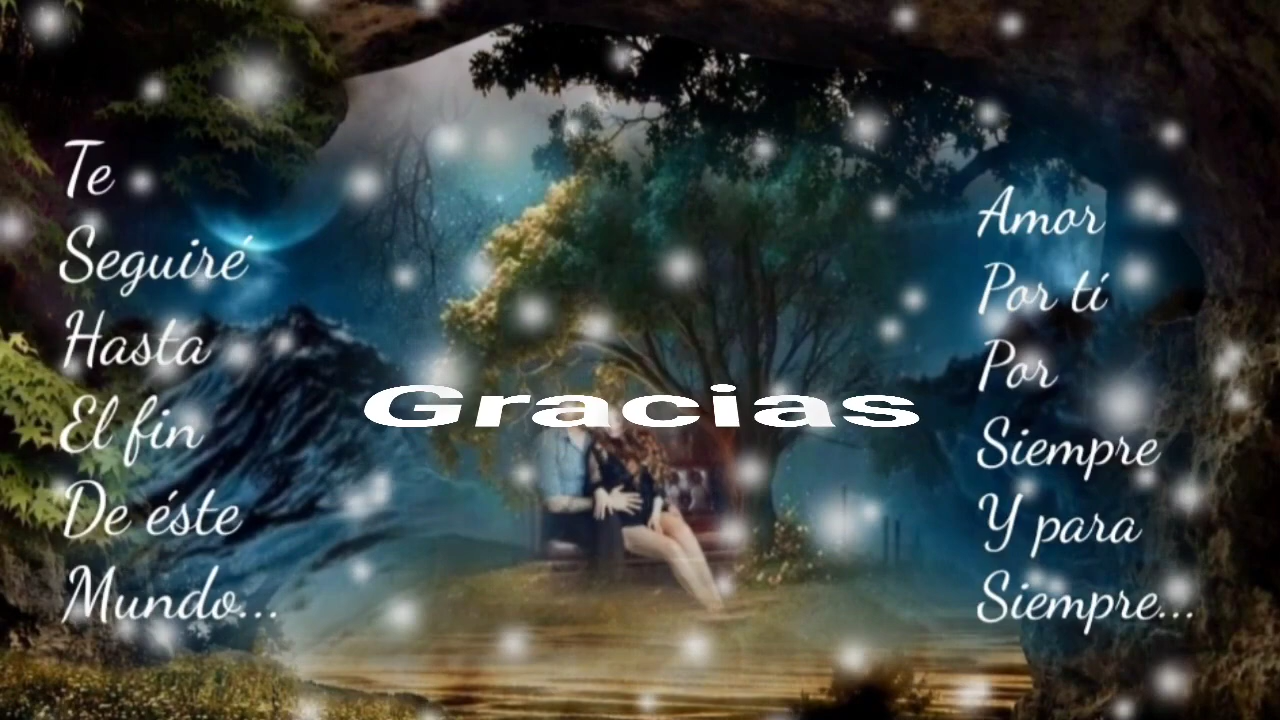 Te
Seguiré
Hasta
El fin
De éste
Mundo...
Gracias
Amor
Por tí
Por
Siempre
Y para
Siempre...